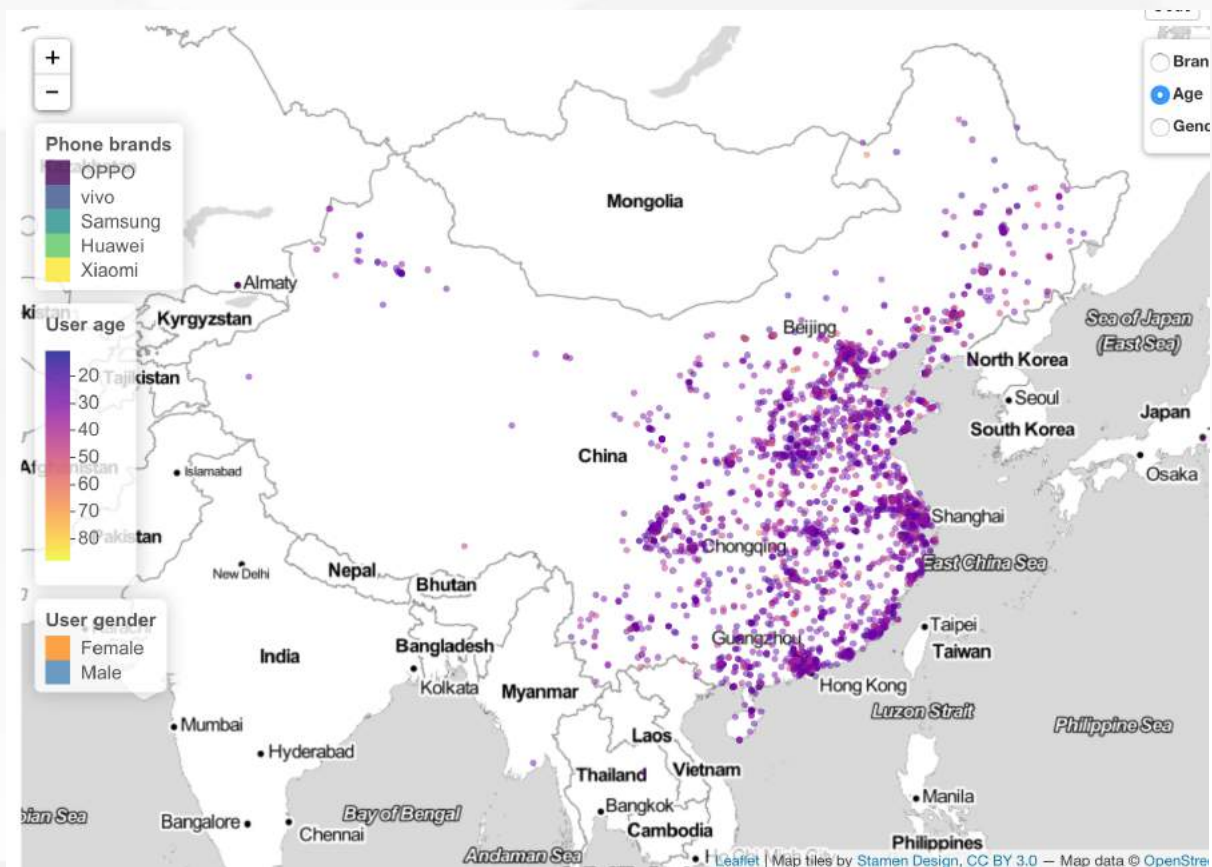 +
−
Bran
Age
Gend
Phone brands
OPPO
vivo
Samsung
Huawei
Xiaomi
User age
20
30
40
50
60
70
80
User gender
Female
Male
Mongolia
Almaty
Kyrgyzstan
Tajikistan
Beijing
Sea of Japan
(East Sea)
North Korea
Seoul
South Korea
Japan
Osaka
China
Islamabad
Afghanistan
Pakistan
Shanghai
Chongqing
East China Sea
New Delhi
Nepal
Bhutan
Guangzhou
Taipei
Taiwan
India
Bangladesh
Kolkata
Myanmar
Hong Kong
Luzon Strait
Philippine Sea
Mumbai
Hyderabad
Laos
Thailand
Vietnam
Bangkok
Manila
bian Sea
Bangalore
Chennai
Bay of Bengal
Cambodia
Philippines
Andaman Sea
Leaflet | Map tiles by Stamen Design, CC BY 3.0 — Map data © OpenStre